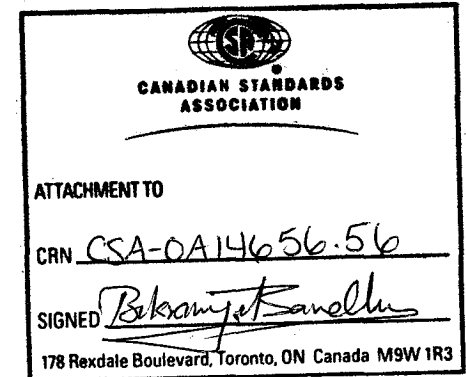 CANADIAN STANDARDS
ASSOCIATION
ATTACHMENT TO
CRN CSA-0A14656.56
SIGNED
178 Rexdale Boulevard, Toronto, ON Canada M9W 1R3